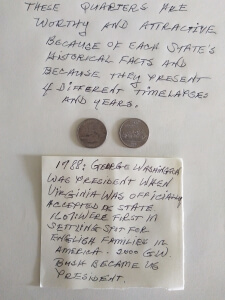 THESE QUARTERS ARE
WORTHY AND ATTRACTIVE
BECAUSE OF EACH STATE'S
HISTORICAL FACTS AND
BECAUSE THEY PRESENT
4 DIFFERENT TIMELAPSES
AND YEARS.
1788: GEORGE WASHINGTON
WAS PRESIDENT WHEN
VIRGINIA WAS OFFICIALLY
ACCEPTED STATE
1607 WERE FIRST IN
SETTLING SPOT FOR
ENGLISH FAMILIES IN
AMERICA - 2000 G.W.
BUSH BECAME US
PRESIDENT.